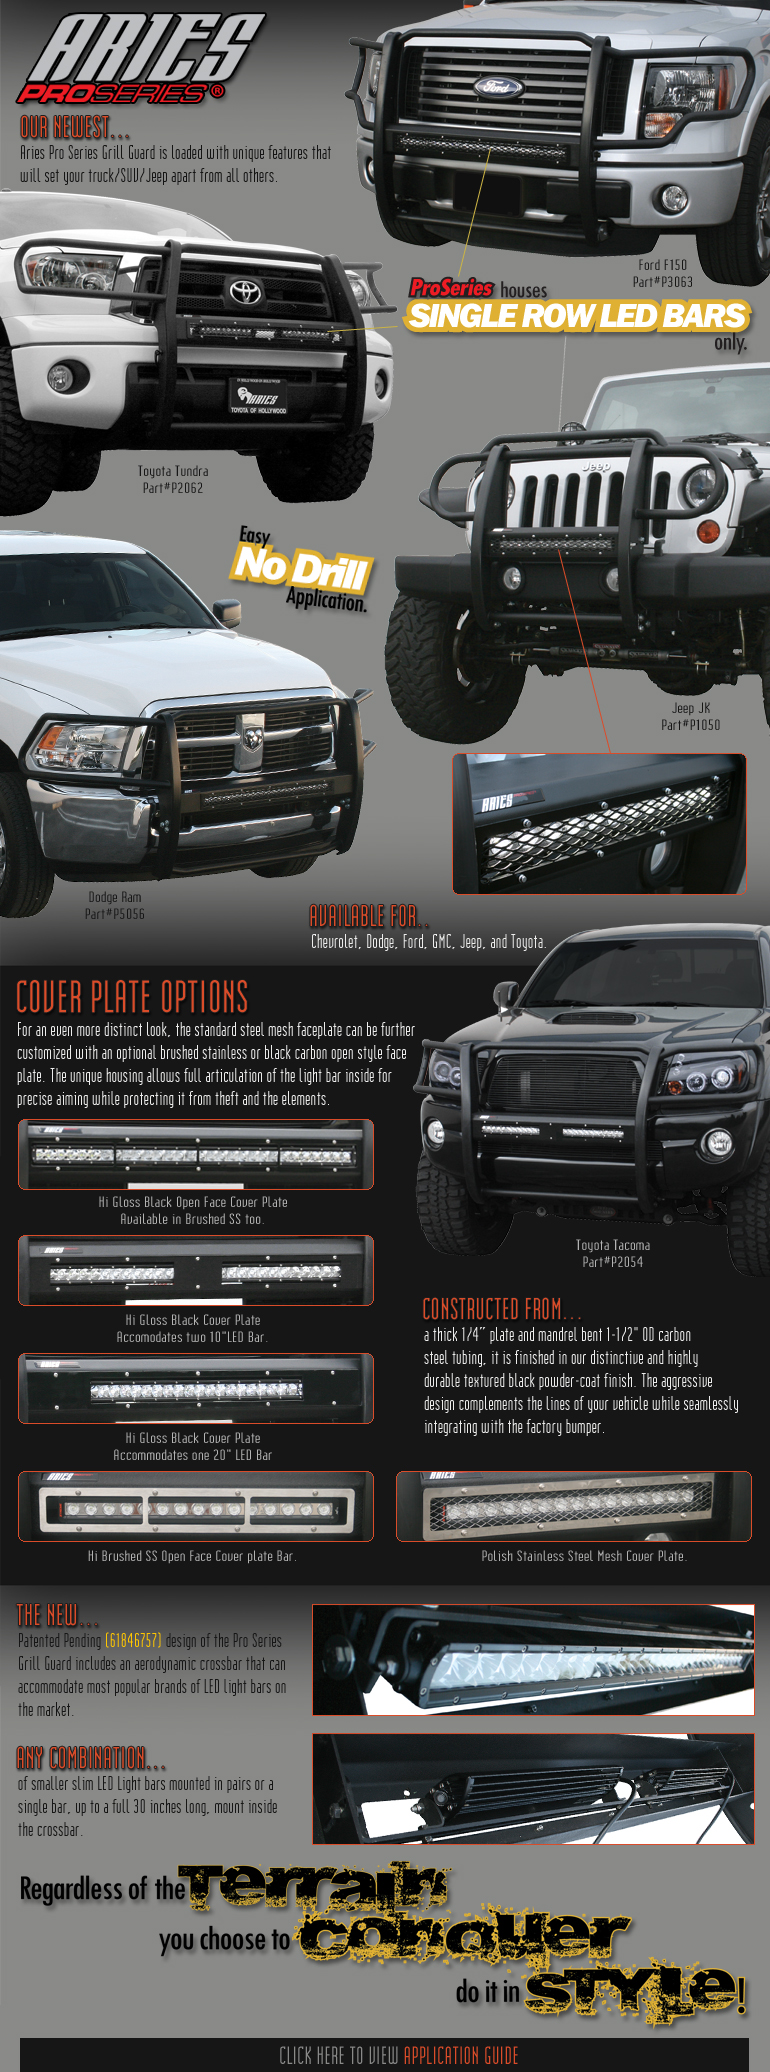 ARIES
PROSERIES®
OUR NEWEST...
Aries Pro Series Grill Guard is loaded with unique features that
will set your truck/SUV/Jeep apart from all others.
Ford
Ford F150
Part#P3063
ProSeries houses
SINGLE ROW LED BARS
only.
ARIES
TOYOTA OF HOLLYWOOD
Toyota Tundra
Part#P2062
Jeep
Easy
No Drill
Application.
Jeep JK
Part#P1050
ARIES
Dodge Ram
Part#P5056
AVAILABLE FOR..
Chevrolet, Dodge, Ford, GMC, Jeep, and Toyota.
COVER PLATE OPTIONS
For an even more distinct look, the standard steel mesh faceplate can be further
customized with an optional brushed stainless or black carbon open style face
plate. The unique housing allows full articulation of the light bar inside for
precise aiming while protecting it from theft and the elements.
ARIES
Hi Gloss Black Open Face Cover Plate
Available in Brushed SS too.
ARIES
Hi Gloss Black Cover Plate
Accomodates two 10"LED Bar.
ARIES
Hi Gloss Black Cover Plate
Accommodates one 20" LED Bar
Toyota Tacoma
Part#P2054
CONSTRUCTED FROM...
a thick 1/4" plate and mandrel bent 1-1/2" OD carbon
steel tubing, it is finished in our distinctive and highly
durable textured black powder-coat finish. The aggressive
design complements the lines of your vehicle while seamlessly
integrating with the factory bumper.
ARIES
Hi Brushed SS Open Face Cover plate Bar.
ARIES
Polish Stainless Steel Mesh Cover Plate.
THE NEW...
Patented Pending (61846757) design of the Pro Series
Grill Guard includes an aerodynamic crossbar that can
accommodate most popular brands of LED light bars on
the market.
ANY COMBINATION...
of smaller slim LED Light bars mounted in pairs or a
single bar, up to a full 30 inches long, mount inside
the crossbar.
Regardless of the Terrain
you choose to conquer
do it in STYLE!
CLICK HERE TO VIEW APPLICATION GUIDE